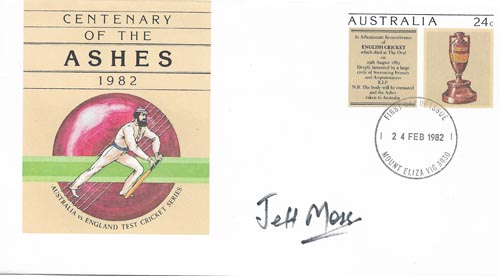 CENTENARY
OF THE
ASHES
1982
AUSTRALIA vs ENGLAND TEST CRICKET SERIES
AUSTRALIA 24c
In Affectionate Remembrance
of
ENGLISH CRICKET
which died at The Oval
on
29th August 1882
Deeply lamented by a large
circle of Sorrowing Friends
and Acquaintances
R.I.P.
N.B. The body will be cremated
and the Ashes
taken to Australia
FIRST DAY OF ISSUE
24 FEB 1982
MOUNT ELIZA VIC. 3930
Jeff Moss